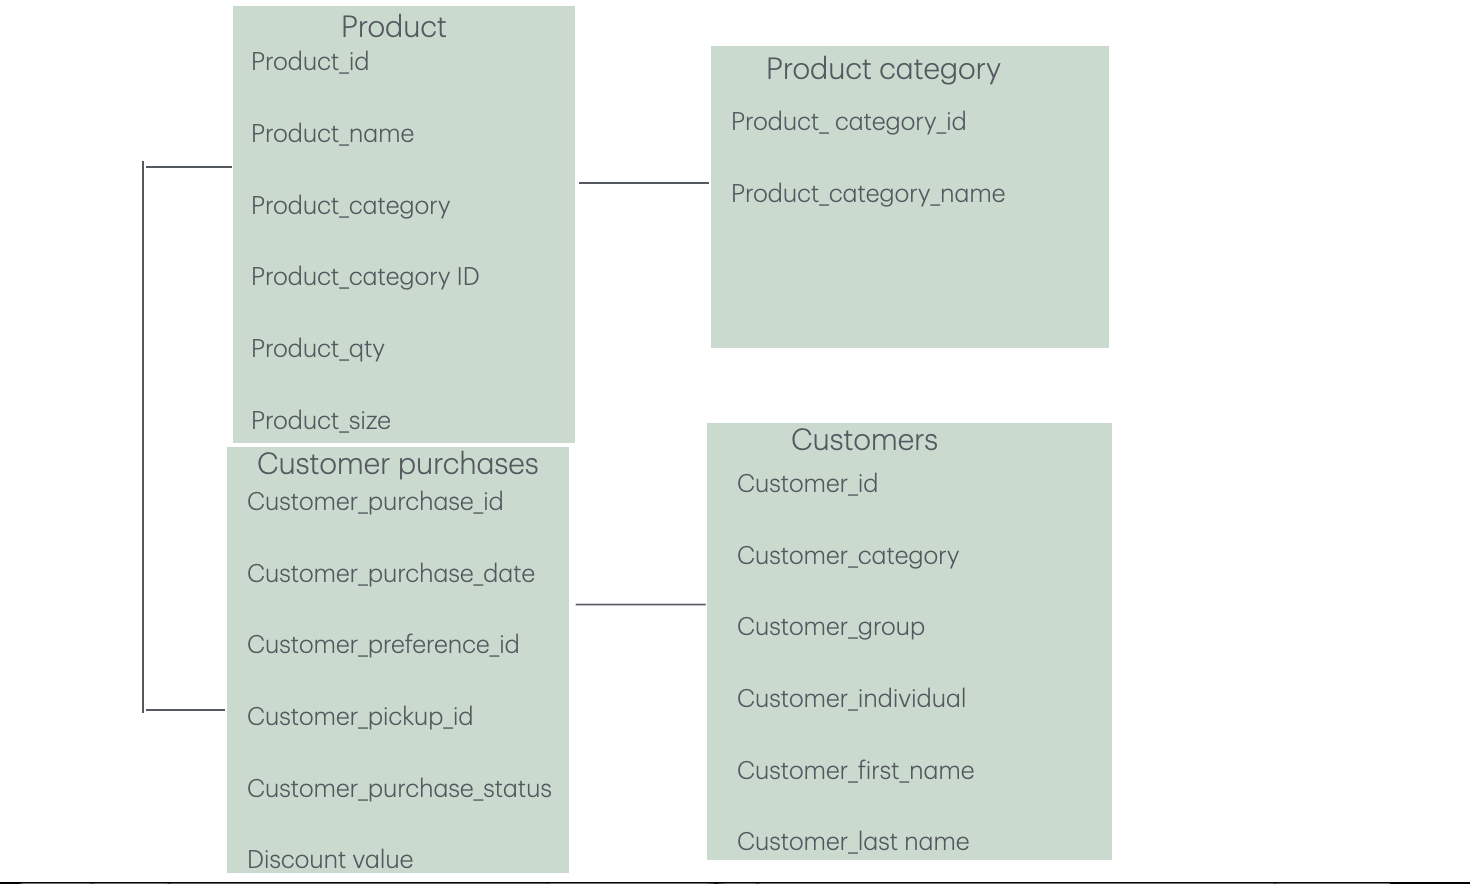 Product
Product_id
Product_name
Product_category
Product_category ID
Product_qty
Product_size
Product category
Product_ category_id
Product_category_name
Customer purchases
Customer_purchase_id
Customer_purchase_date
Customer_preference_id
Customer_pickup_id
Customer_purchase_status
Discount value
Customers
Customer_id
Customer_category
Customer_group
Customer_individual
Customer_first_name
Customer_last name